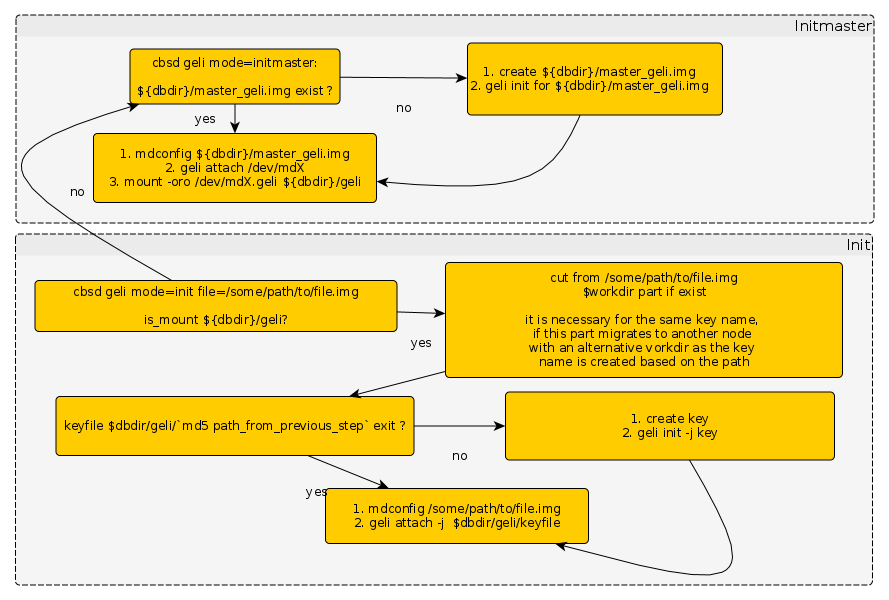 Initmaster
cbsd geli mode=initmaster:
${dbdir}/master_geli.img exist ?
1. create ${dbdir}/master_geli.img
2. geli init for ${dbdir}/master_geli.img
no
yes
1. mdconfig ${dbdir}/master_geli.img
2. geli attach /dev/mdX
3. mount -oro /dev/mdX.geli ${dbdir}/geli
no
Init
cbsd geli mode=init file=/some/path/to/file.img
is_mount ${dbdir}/geli?
yes
cut from /some/path/to/file.img
$workdir part if exist
it is necessary for the same key name,
if this part migrates to another node
with an alternative vorkdir as the key
name is created based on the path
keyfile $dbdir/geli/`md5 path_from_previous_step` exit ?
no
1. create key
2. geli init -j key
yes
1. mdconfig /some/path/to/file.img
2. geli attach -j $dbdir/geli/keyfile